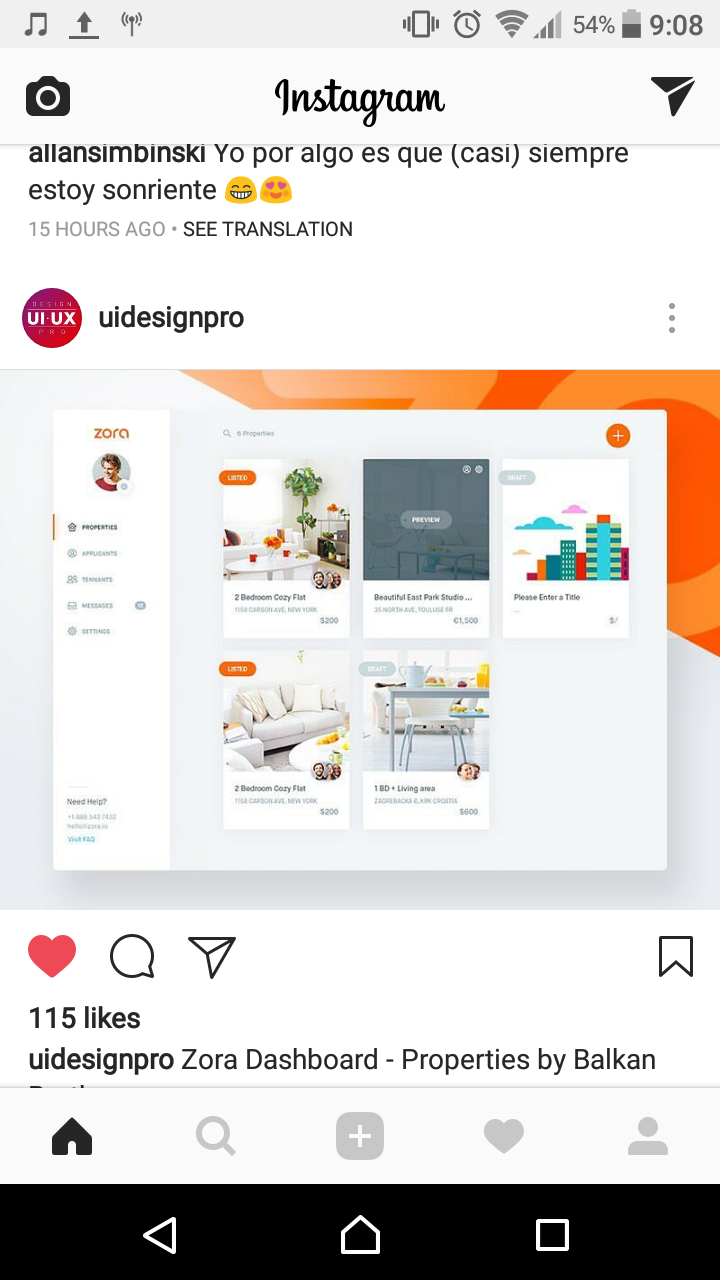 54% 9:08
Instagram
allansimbinski Yo por algo es que (casi) siempre
estoy sonriente 😁😍
15 HOURS AGO • SEE TRANSLATION
DESIGN
UI·UX
PRO
uidesignpro
zora
6 Properties
PROPERTIES
APPLICANTS
TENNANTS
MESSAGES
SETTINGS
Need Help?
+1 888 543 7432
hello@zora.io
Visit FAQ
LISTED
2 Bedroom Cozy Flat
1158 CARSON AVE, NEW YORK
$200
PREVIEW
Beautiful East Park Studio ...
35 NORTH AVE, TOULUSE FR
€1,500
DRAFT
Please Enter a Title
$/
LISTED
2 Bedroom Cozy Flat
1158 CARSON AVE, NEW YORK
$200
DRAFT
1 BD + Living area
ZAGREBACKA 6, KRK CROATIA
$600
115 likes
uidesignpro Zora Dashboard - Properties by Balkan